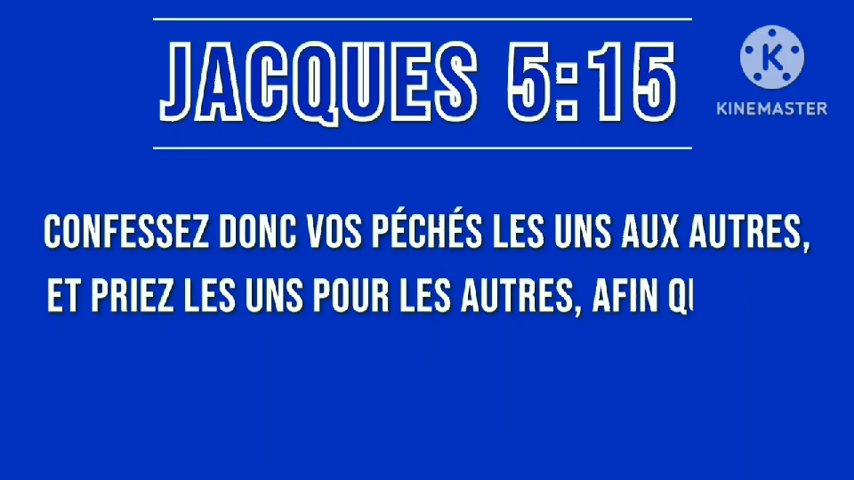 JACQUES 5:15
KINEMASTER
CONFESSEZ DONC VOS PÉCHÉS LES UNS AUX AUTRES,
ET PRIEZ LES UNS POUR LES AUTRES, AFIN